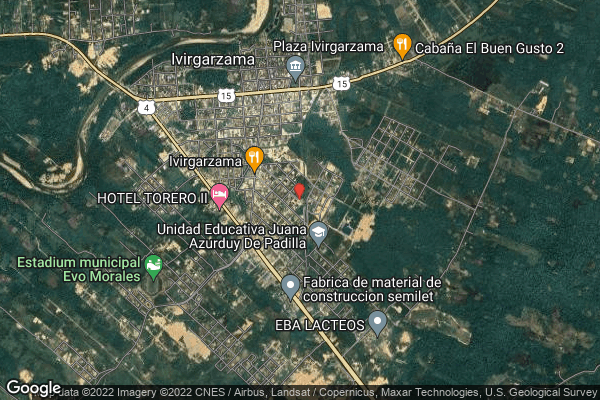 Plaza Ivirgarzama
Cabaña El Buen Gusto 2
Ivirgarzama
15
15
4
Ivirgarzama
HOTEL TORERO II
Unidad Educativa Juana
Azurduy De Padilla
Estadium municipal
Evo Morales
Fabrica de material de
construccion semilet
EBA LACTEOS
Google
data ©2022 Imagery ©2022 CNES / Airbus, Landsat / Copernicus, Maxar Technologies, U.S. Geological Survey